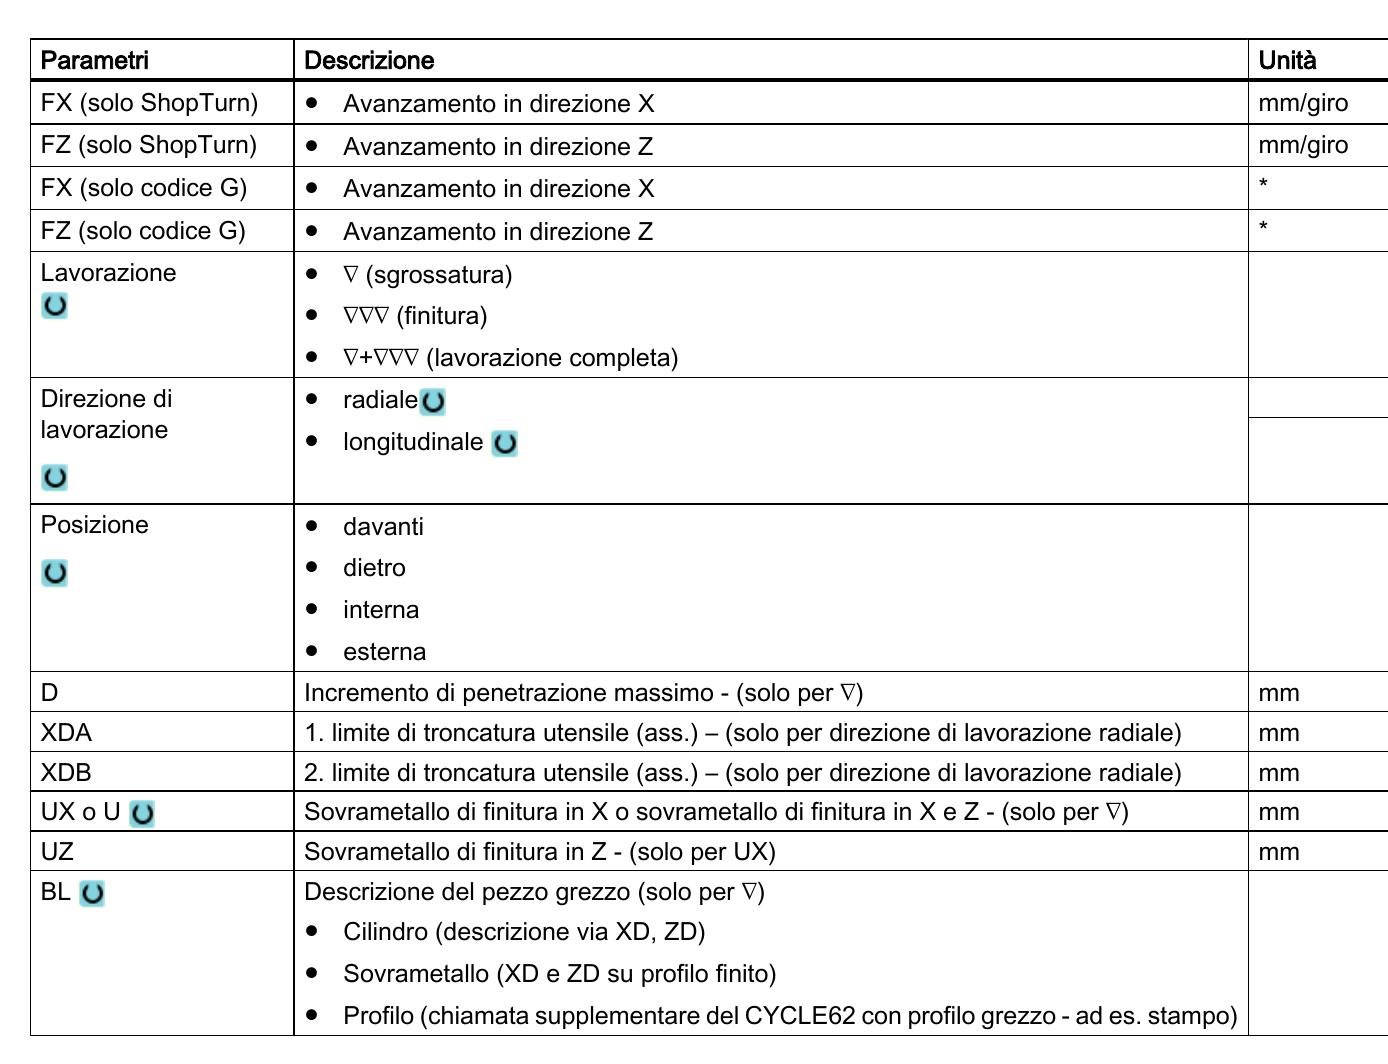 Parametri Descrizione Unità
FX (solo ShopTurn) • Avanzamento in direzione X mm/giro
FZ (solo ShopTurn) • Avanzamento in direzione Z mm/giro
FX (solo codice G) • Avanzamento in direzione X *
FZ (solo codice G) • Avanzamento in direzione Z *
Lavorazione • ∇ (sgrossatura)
• ∇∇∇ (finitura)
• ∇+∇∇∇ (lavorazione completa)
Direzione di • radiale
lavorazione • longitudinale
Posizione • davanti
• dietro
• interna
• esterna
D Incremento di penetrazione massimo - (solo per ∇) mm
XDA 1. limite di troncatura utensile (ass.) – (solo per direzione di lavorazione radiale) mm
XDB 2. limite di troncatura utensile (ass.) – (solo per direzione di lavorazione radiale) mm
UX o U Sovrametallo di finitura in X o sovrametallo di finitura in X e Z - (solo per ∇) mm
UZ Sovrametallo di finitura in Z - (solo per UX) mm
BL Descrizione del pezzo grezzo (solo per ∇)
• Cilindro (descrizione via XD, ZD)
• Sovrametallo (XD e ZD su profilo finito)
• Profilo (chiamata supplementare del CYCLE62 con profilo grezzo - ad es. stampo)